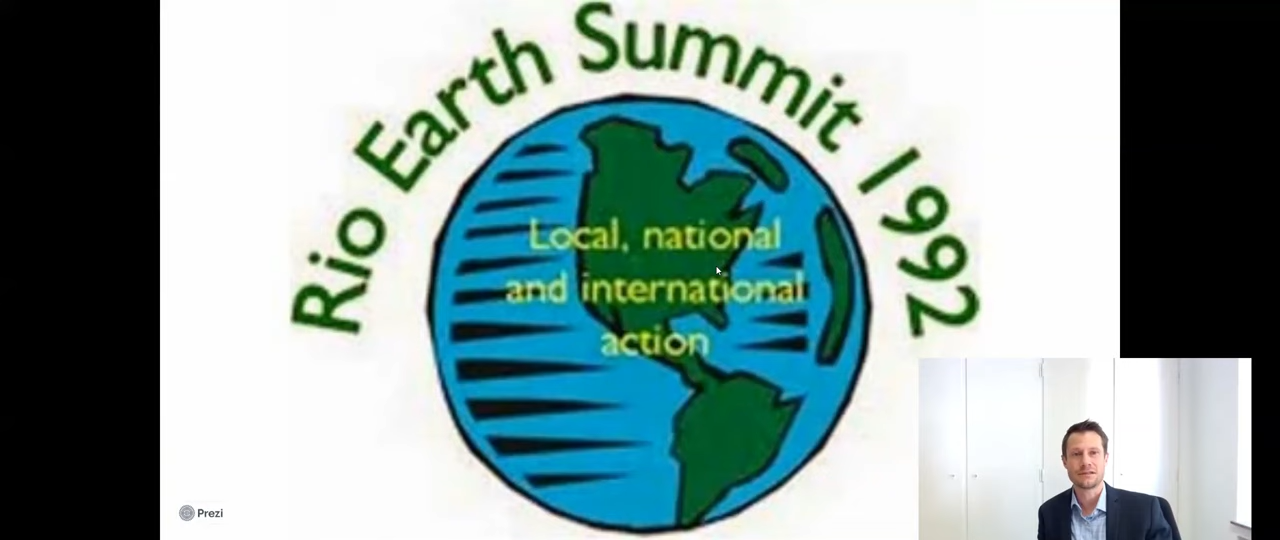 Rio Earth Summit 1992
Local, national
and international
action
Prezi